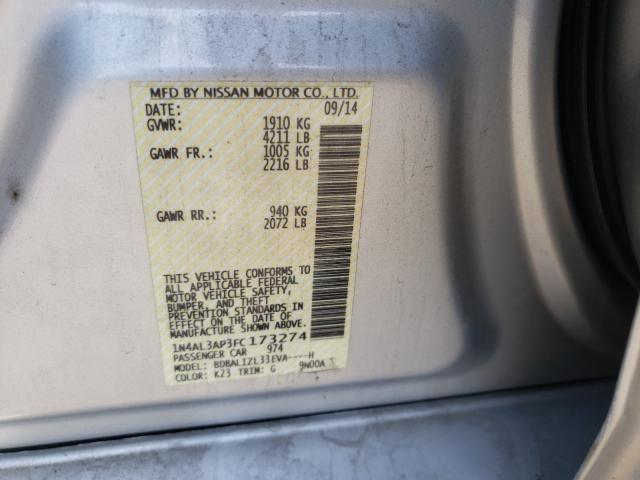 MFD BY NISSAN MOTOR CO., LTD.
DATE: 09/14
GVWR: 1910 KG
4211 LB
GAWR FR.: 1005 KG
2216 LB
GAWR RR.: 940 KG
2072 LB
THIS VEHICLE CONFORMS TO
ALL APPLICABLE FEDERAL
MOTOR VEHICLE SAFETY,
BUMPER, AND THEFT
PREVENTION STANDARDS IN
EFFECT ON THE DATE OF
MANUFACTURE SHOWN ABOVE.
1N4AL3AP3FC173274
PASSENGER CAR 974
MODEL: BDBALIZL33EVA----H
COLOR: K23 TRIM: G 9N00A